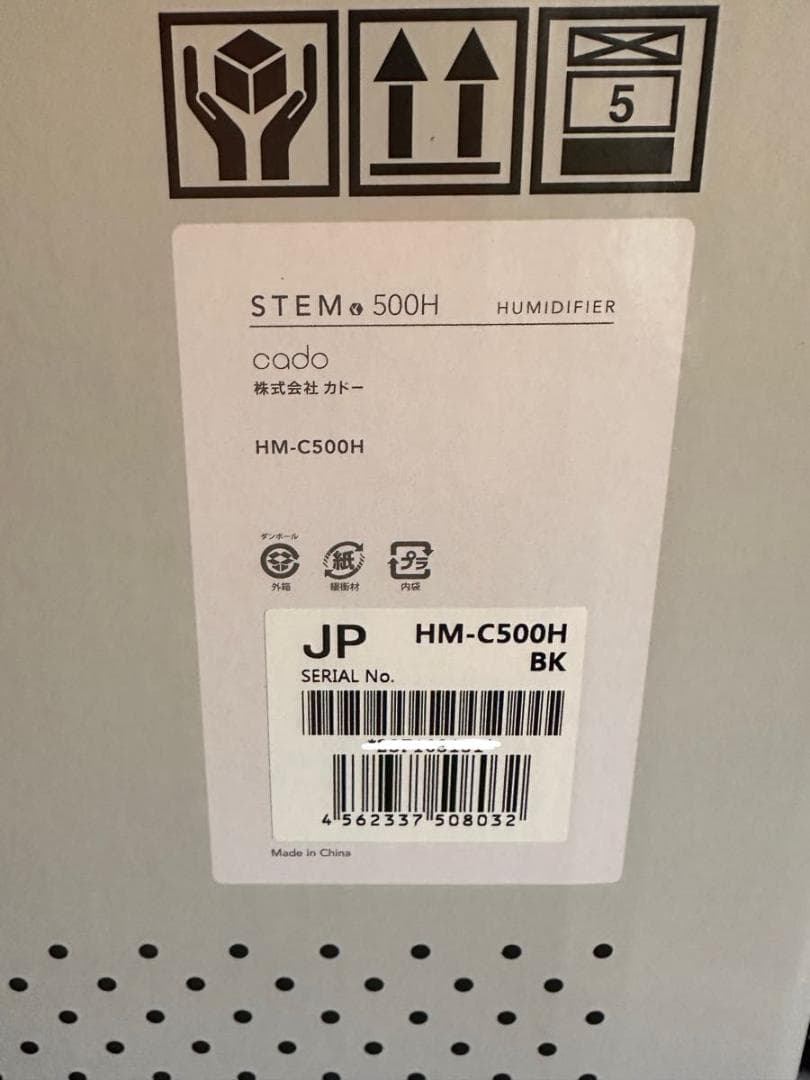 5
STEM 500H HUMIDIFIER
cado
株式会社 カドー
HM-C500H
ダンボール
紙 プラ
外箱 緩衝材 内袋
JP HM-C500H
BK
SERIAL No.
4 562337 508032
Made in China